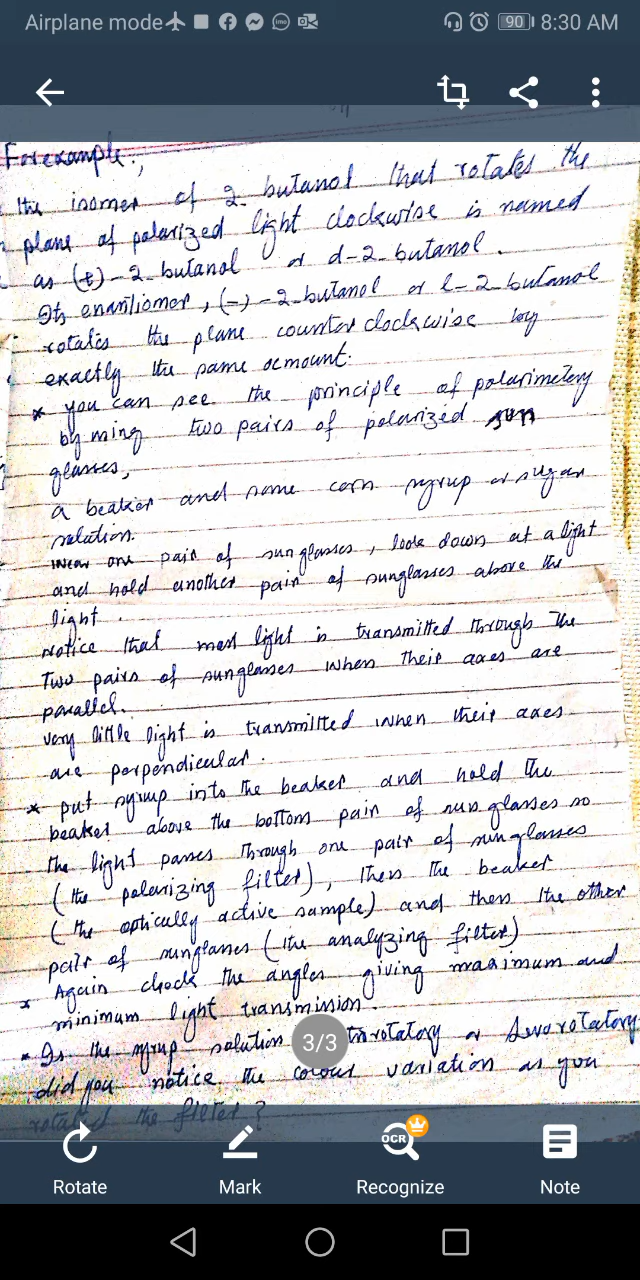 Airplane mode 90 8:30 AM
For example.,
the isomer of 2-butanol that rotates the
plane of polarized light clockwise is named
as (+)-2-butanol or d-2-butanol.
Its enantiomer, (-)-2-butanol or l-2-butanol
rotates the plane counter clockwise by
exactly the same amount.
* you can see the principle of polarimetery
by using two pairs of polarized sun
glasses,
a beaker and some corn syrup or sugar
solution.
Wear one pair of sunglasses, look down at a light
and hold another pair of sunglasses above the
light.
Notice that most light is transmitted through the
Two pairs of sunglasses when their axes are
parallel.
very little light is transmitted when their axes
are perpendicular.
* put syrup into the beaker and hold the
beaker above the bottom pair of sun glasses so
the light passes through one pair of sunglasses
(the polarizing filter), then the beaker
(the optically active sample) and then the other
pair of sunglasses (the analyzing filter)
* Again check the angles giving maximum and
minimum light transmission.
* Is the syrup solution 3/3 trorotatory or
did you notice the colour variation as you
rotated the filter?
OCR
Rotate Mark Recognize Note